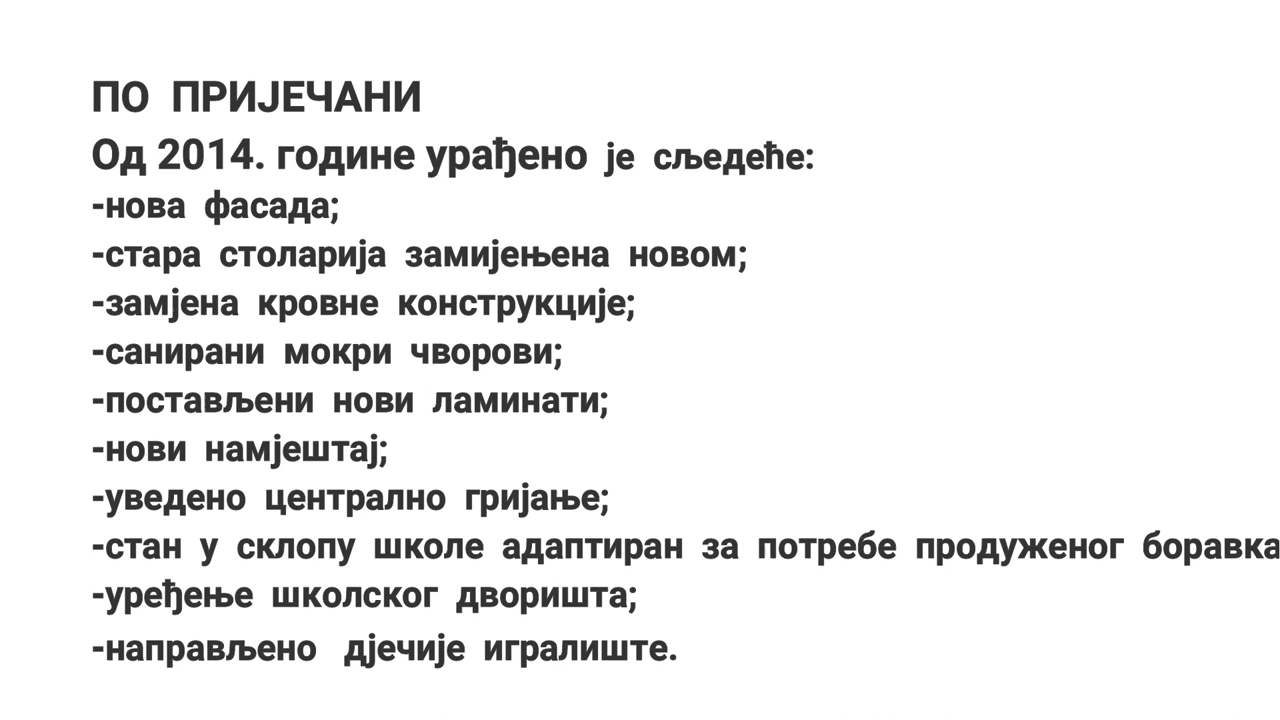 ПО ПРИЈЕЧАНИ
Од 2014. године урађено је сљедеће:
-нова фасада;
-стара столарија замијењена новом;
-замјена кровне конструкције;
-санирани мокри чворови;
-постављени нови ламинати;
-нови намјештај;
-уведено централно гријање;
-стан у склопу школе адаптиран за потребе продуженог боравка
-уређење школског дворишта;
-направљено дјечије игралиште.